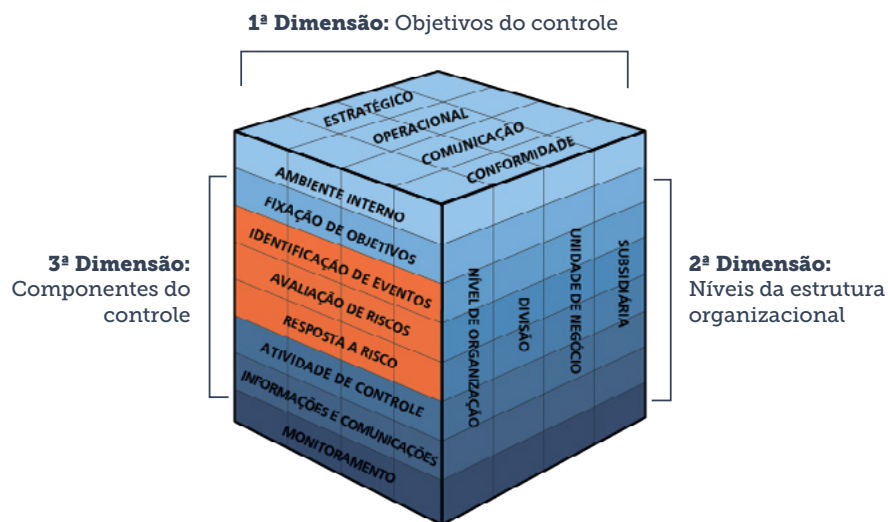 1ª Dimensão: Objetivos do controle
ESTRATÉGICO
OPERACIONAL
COMUNICAÇÃO
CONFORMIDADE
3ª Dimensão:
Componentes do
controle
AMBIENTE INTERNO
FIXAÇÃO DE OBJETIVOS
IDENTIFICAÇÃO DE EVENTOS
AVALIAÇÃO DE RISCOS
RESPOSTA A RISCO
ATIVIDADE DE CONTROLE
INFORMAÇÕES E COMUNICAÇÕES
MONITORAMENTO
NÍVEL DE ORGANIZAÇÃO
DIVISÃO
UNIDADE DE NEGÓCIO
SUBSIDIÁRIA
2ª Dimensão:
Níveis da estrutura
organizacional